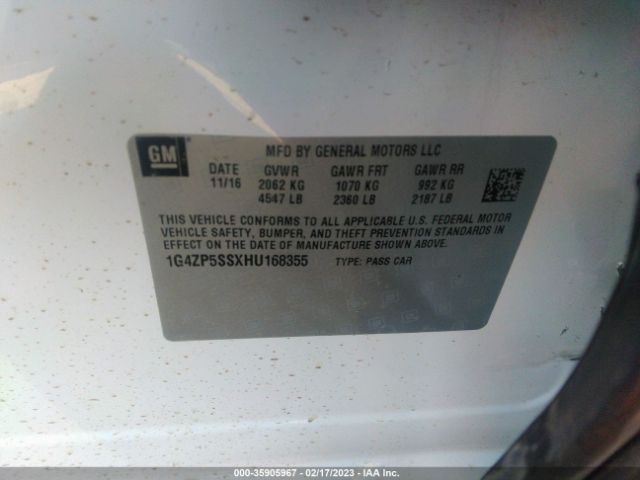 GM MFD BY GENERAL MOTORS LLC
DATE GVWR GAWR FRT GAWR RR
11/16 2062 KG 1070 KG 992 KG
4547 LB 2360 LB 2187 LB
THIS VEHICLE CONFORMS TO ALL APPLICABLE U.S. FEDERAL MOTOR
VEHICLE SAFETY, BUMPER, AND THEFT PREVENTION STANDARDS IN
EFFECT ON THE DATE OF MANUFACTURE SHOWN ABOVE.
1G4ZP5SSXHU168355 TYPE: PASS CAR
000-35905967 - 02/17/2023 - IAA Inc.